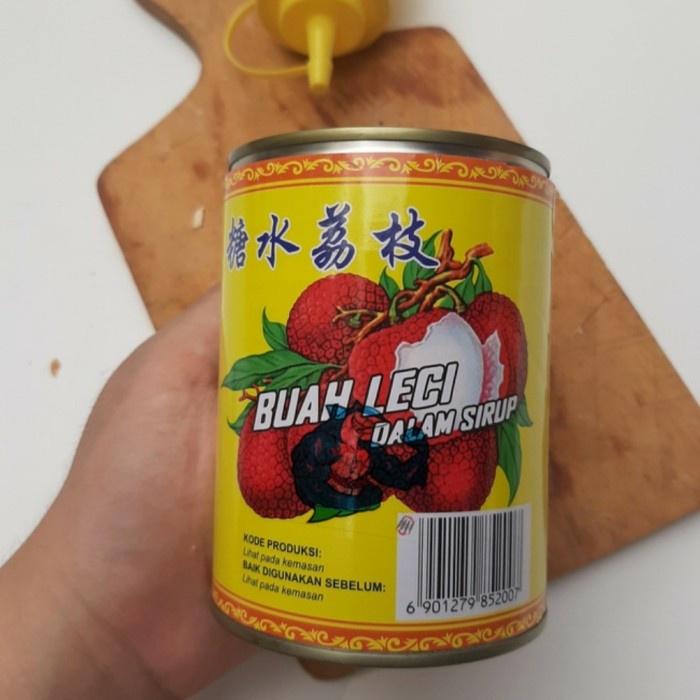 糖水荔枝
BUAH LECI
DALAM SIRUP
KODE PRODUKSI:
Lihat pada kemasan
BAIK DIGUNAKAN SEBELUM:
Lihat pada kemasan
6 901279 852007